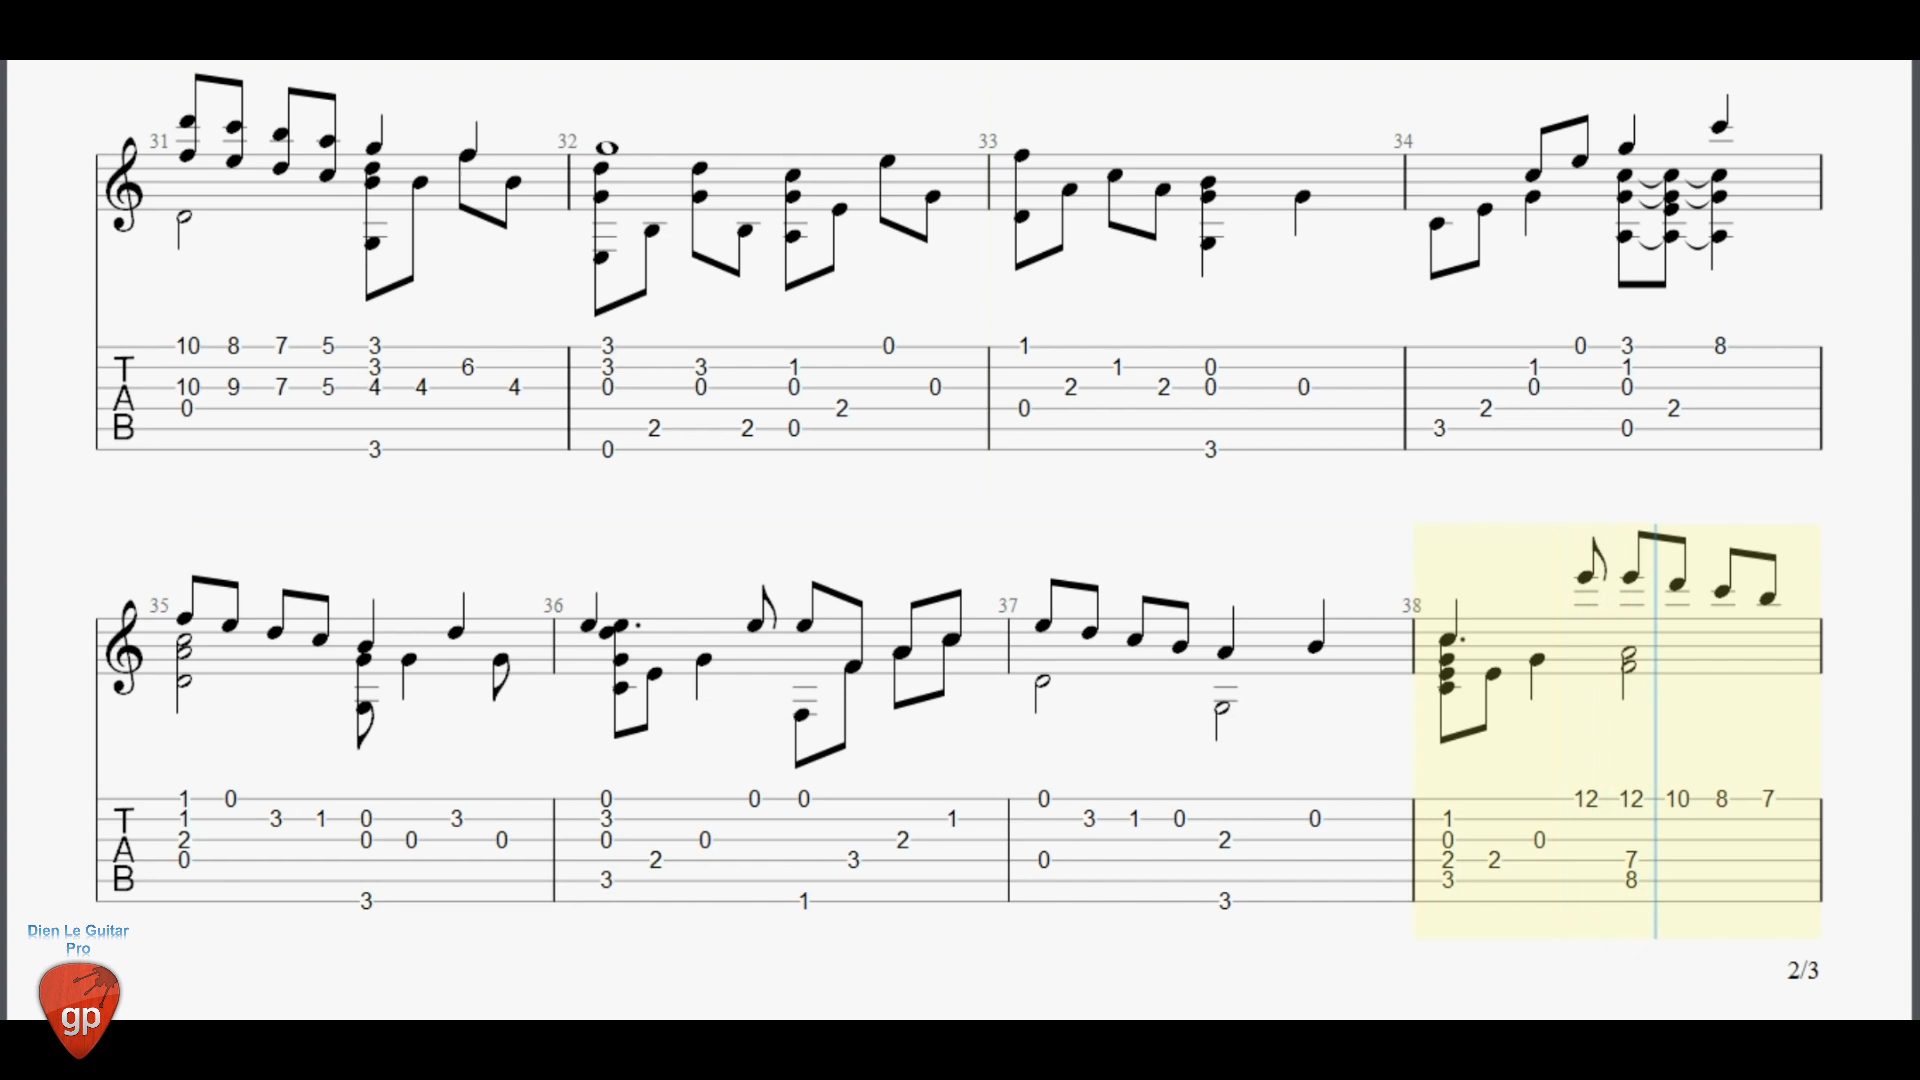 31 32 33 34
10 8 7 5 3 3 3 1 0 1 0 3 8
T 3 6 3 3 1 1 0 1 1
A 10 9 7 5 4 4 4 0 0 0 0 2 2 0 0 0 0
0 2 0 2 2
B 2 2 0 3 0
3 0 3
35 36 37 38
1 0 0 0 0 0 12 12 10 8 7
T 1 3 1 0 3 3 1 3 1 0 0 1
A 2 0 0 0 0 0 2 2 0 0
0 2 3 0 2 2 7
B 3 3 8
3 1 3
Dien Le Guitar
Pro
gp
2/3